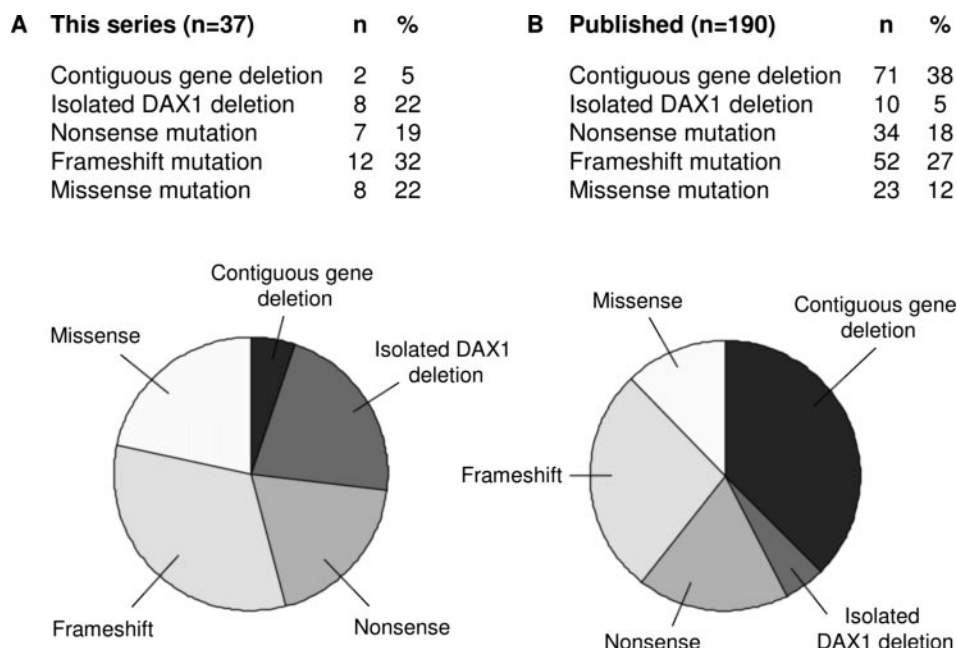 A This series (n=37) n %
Contiguous gene deletion 2 5
Isolated DAX1 deletion 8 22
Nonsense mutation 7 19
Frameshift mutation 12 32
Missense mutation 8 22
B Published (n=190) n %
Contiguous gene deletion 71 38
Isolated DAX1 deletion 10 5
Nonsense mutation 34 18
Frameshift mutation 52 27
Missense mutation 23 12
Contiguous gene
deletion
Missense
Isolated DAX1
deletion
Frameshift
Nonsense
Missense
Contiguous gene
deletion
Frameshift
Nonsense
Isolated
DAX1 deletion